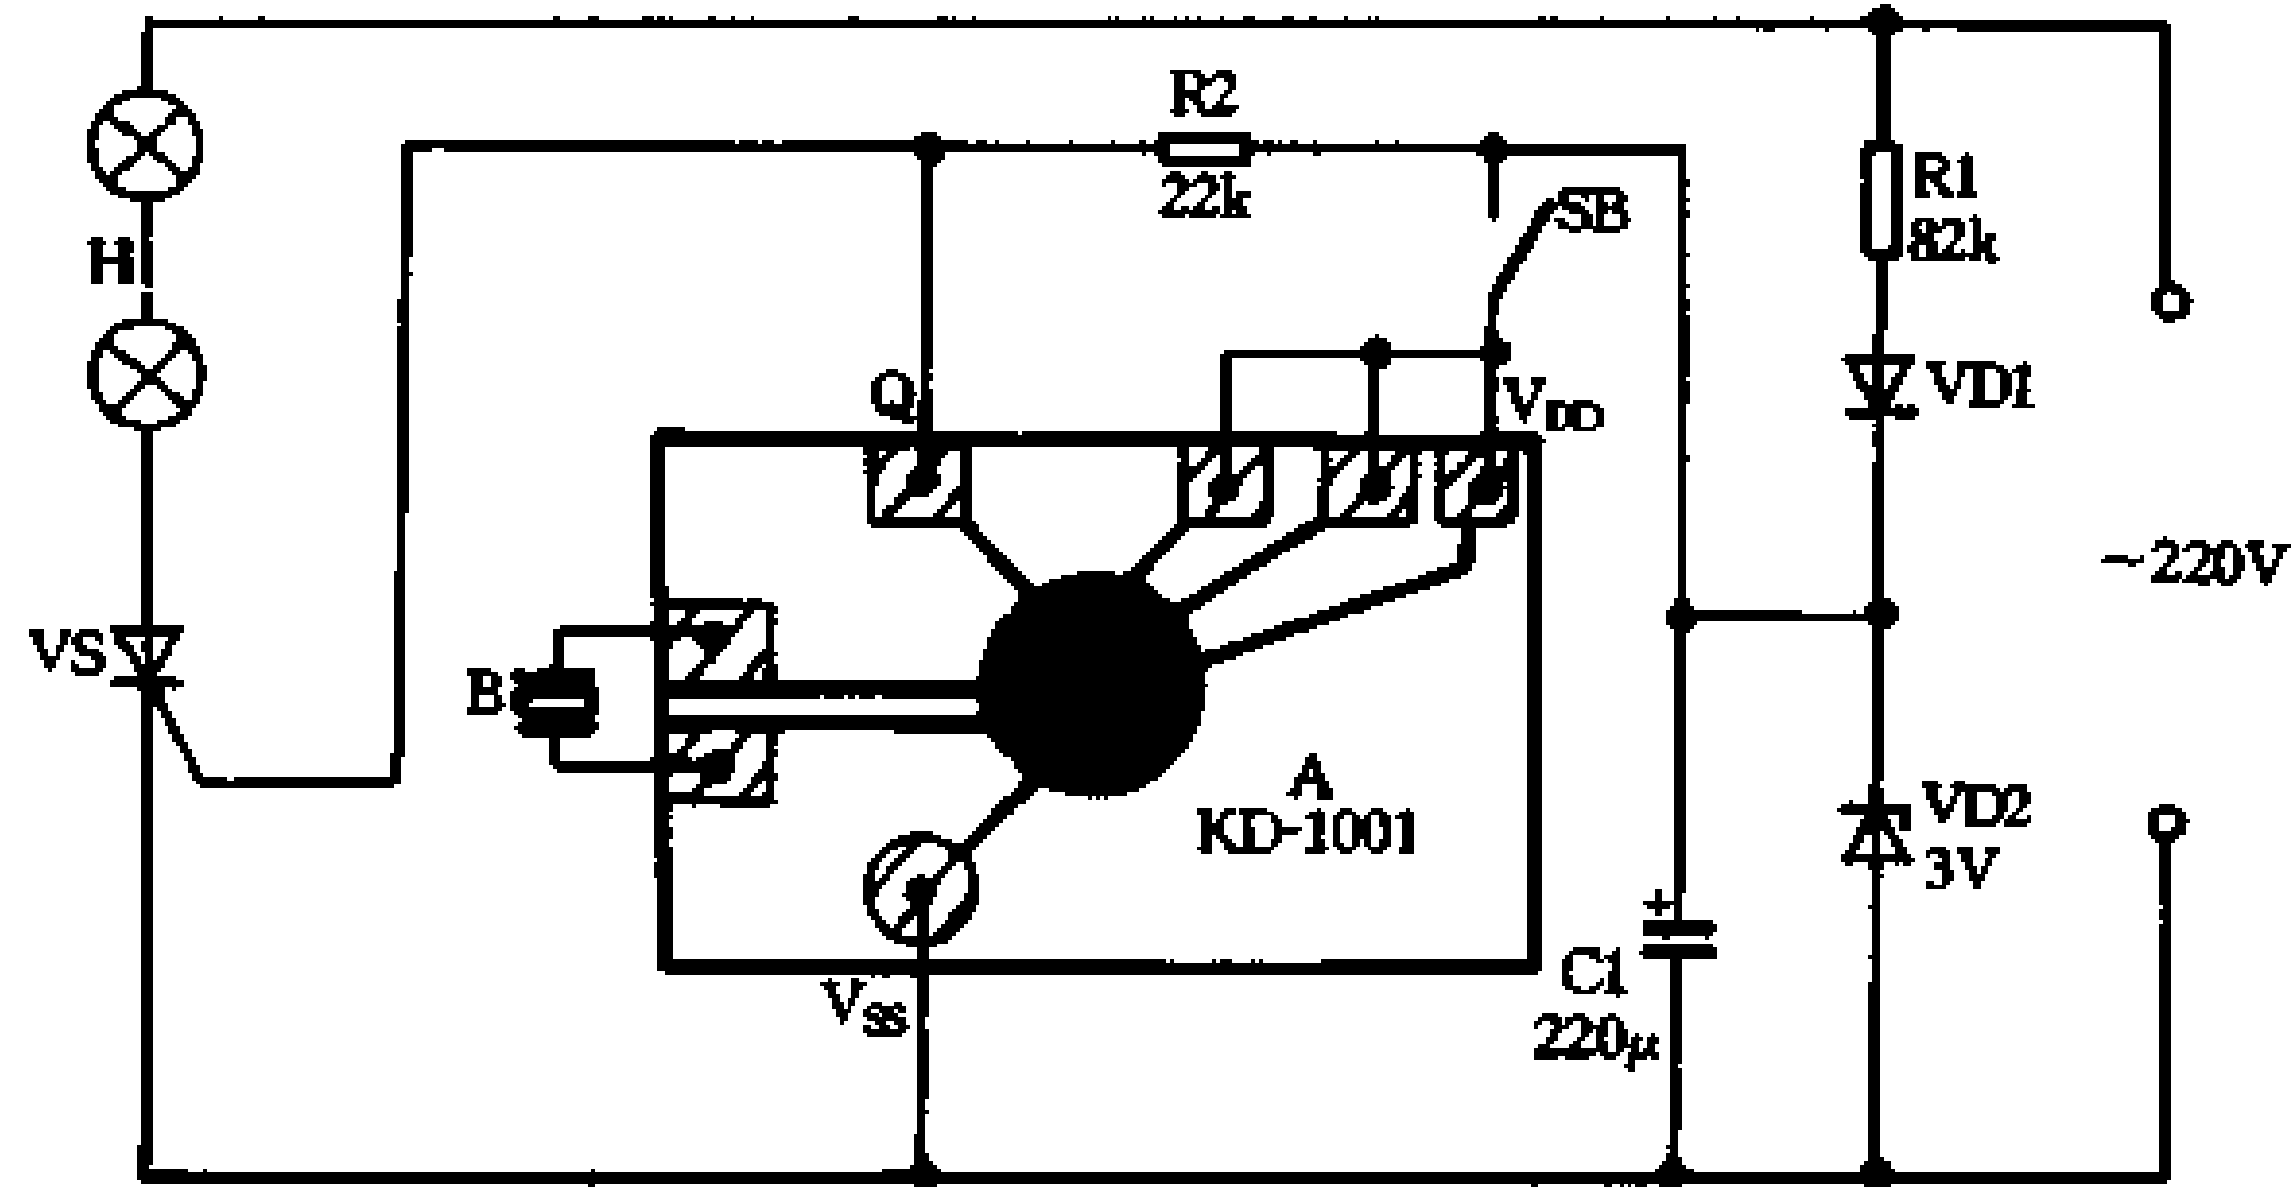 R2
22k
SB
R1
82k
H
Q
VDD
VD1
~220V
VS
B
A
KD-1001
VD2
3V
+
C1
220μ
VSS